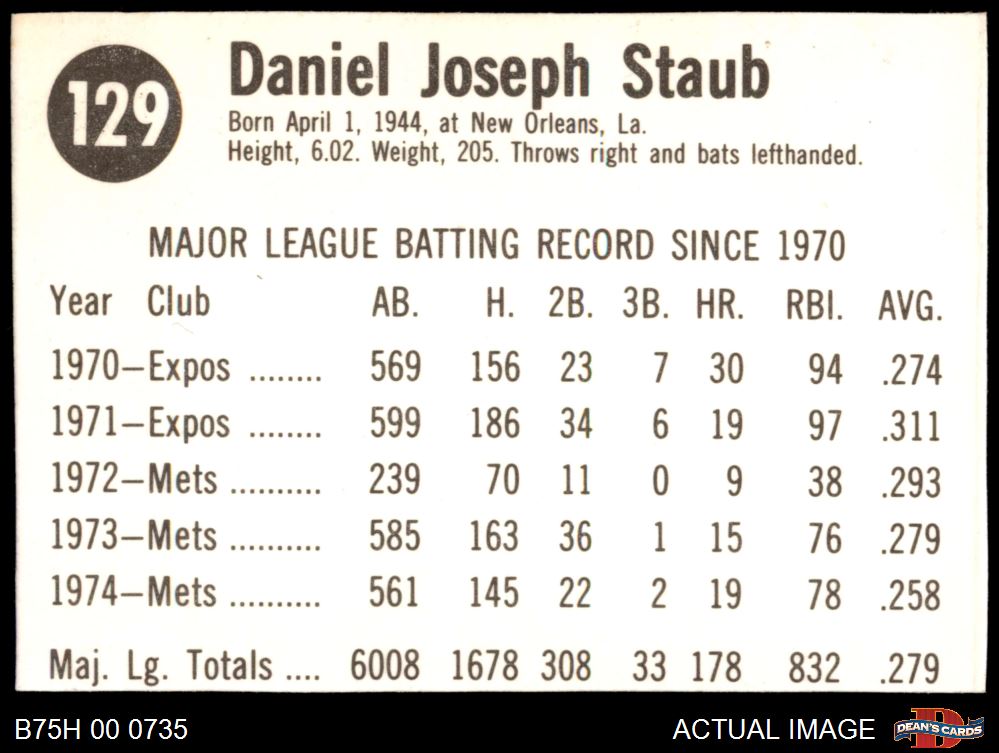 129
Daniel Joseph Staub
Born April 1, 1944, at New Orleans, La.
Height, 6.02. Weight, 205. Throws right and bats lefthanded.
MAJOR LEAGUE BATTING RECORD SINCE 1970
Year Club AB. H. 2B. 3B. HR. RBI. AVG.
1970—Expos ........ 569 156 23 7 30 94 .274
1971—Expos ........ 599 186 34 6 19 97 .311
1972—Mets .......... 239 70 11 0 9 38 .293
1973—Mets .......... 585 163 36 1 15 76 .279
1974—Mets .......... 561 145 22 2 19 78 .258
Maj. Lg. Totals .... 6008 1678 308 33 178 832 .279
B75H 00 0735 ACTUAL IMAGE DEAN'S CARDS